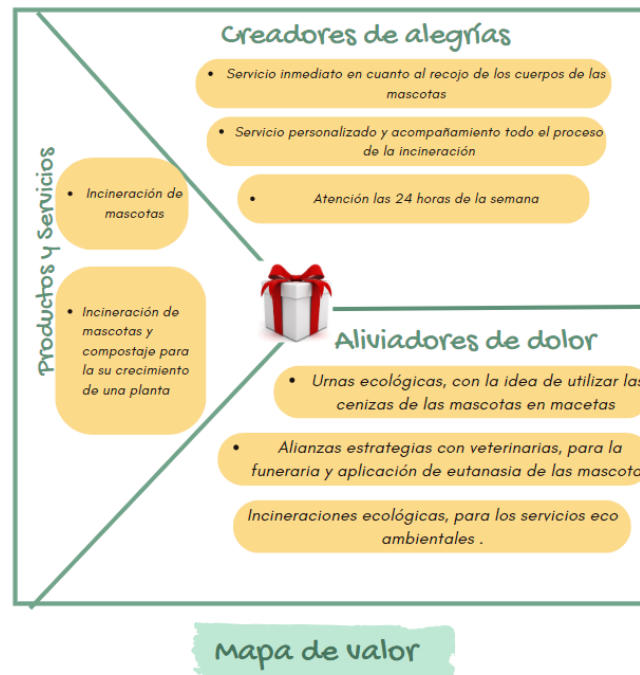 Creadores de alegrías
• Servicio inmediato en cuanto al recojo de los cuerpos de las
mascotas
• Servicio personalizado y acompañamiento todo el proceso
de la incineración
• Atención las 24 horas de la semana
Productos y Servicios
• Incineración de
mascotas
• Incineración de
mascotas y
compostaje para
la su crecimiento
de una planta
Aliviadores de dolor
• Urnas ecológicas, con la idea de utilizar las
cenizas de las mascotas en macetas
• Alianzas estrategias con veterinarias, para la
funeraria y aplicación de eutanasia de las mascota
Incineraciones ecológicas, para los servicios eco
ambientales .
Mapa de valor